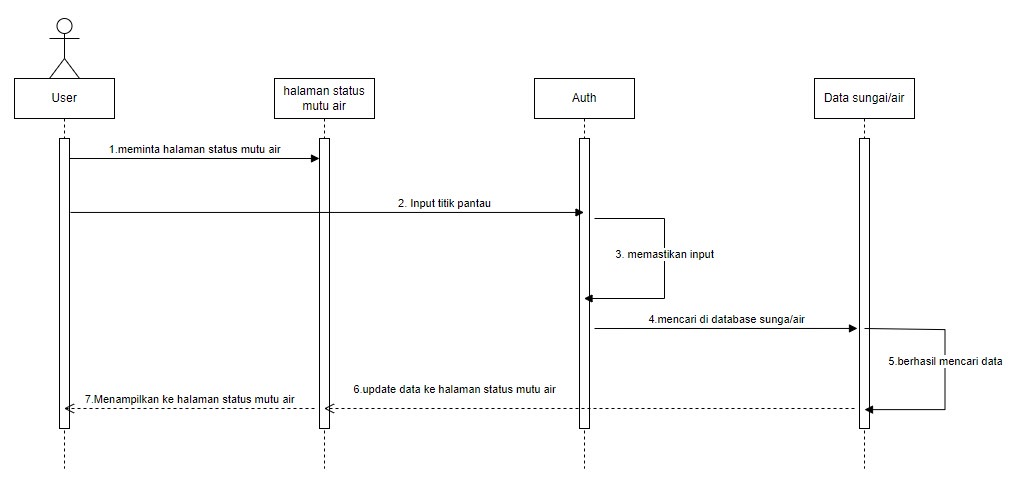 User
halaman status
mutu air
Auth
Data sungai/air
1.meminta halaman status mutu air
2. Input titik pantau
3. memastikan input
4.mencari di database sunga/air
5.berhasil mencari data
6.update data ke halaman status mutu air
7.Menampilkan ke halaman status mutu air